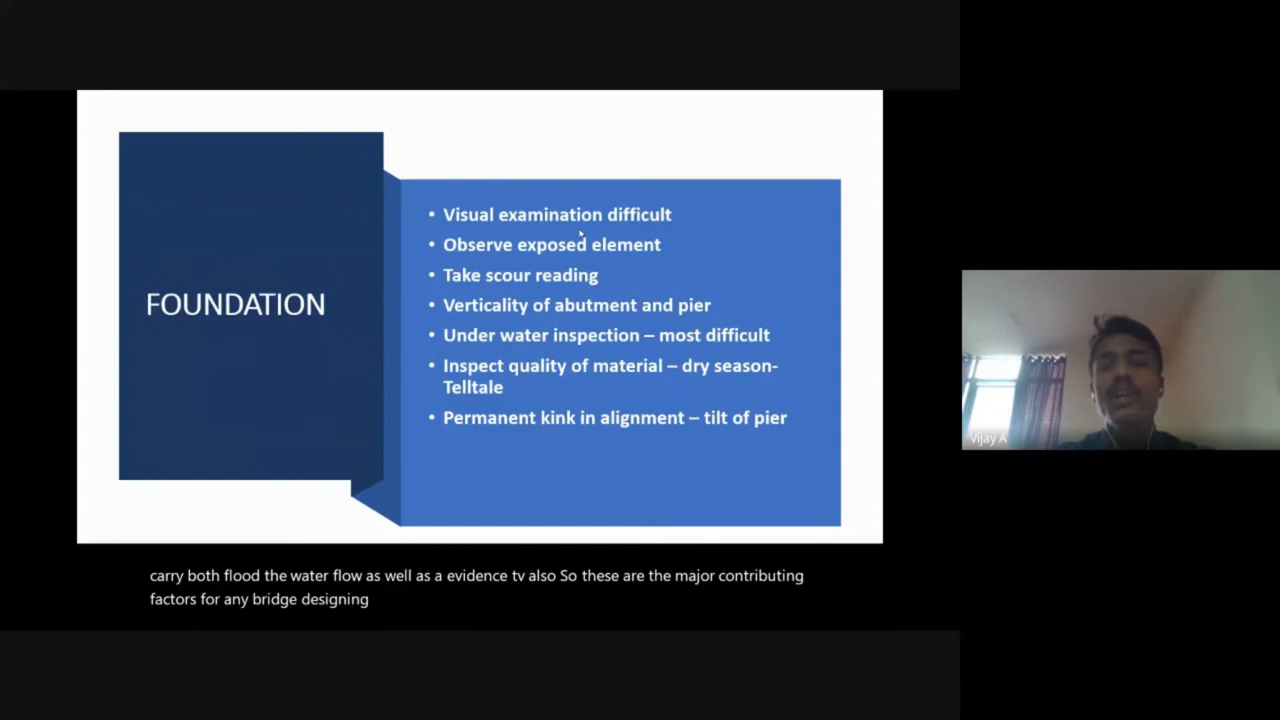 FOUNDATION
• Visual examination difficult
• Observe exposed element
• Take scour reading
• Verticality of abutment and pier
• Under water inspection – most difficult
• Inspect quality of material – dry season-
Telltale
• Permanent kink in alignment – tilt of pier
Vijay A
carry both flood the water flow as well as a evidence tv also So these are the major contributing
factors for any bridge designing